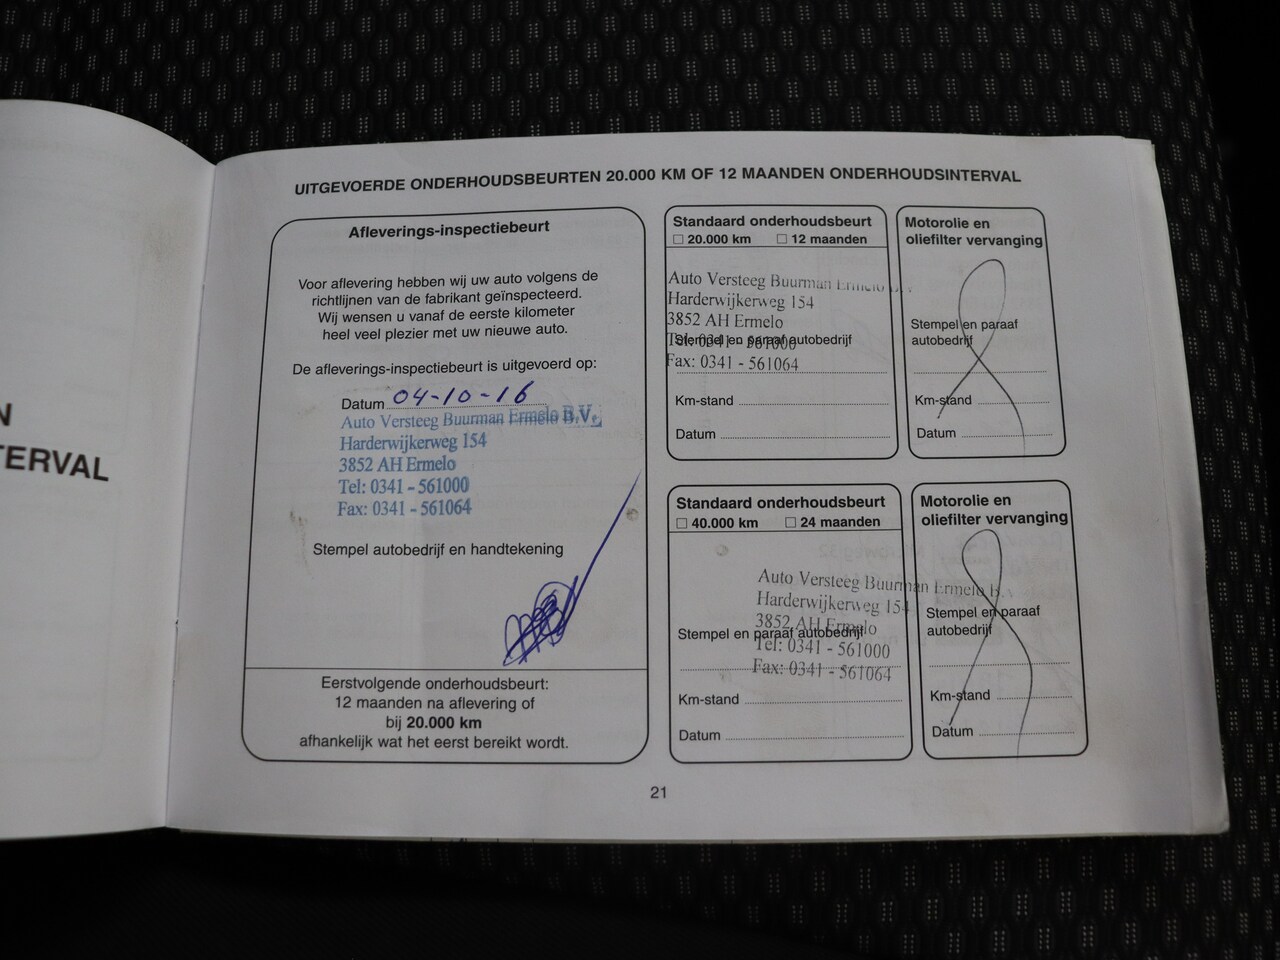 N
TERVAL
UITGEVOERDE ONDERHOUDSBEURTEN 20.000 KM OF 12 MAANDEN ONDERHOUDSINTERVAL
Afleverings-inspectiebeurt
Voor aflevering hebben wij uw auto volgens de
richtlijnen van de fabrikant geïnspecteerd.
Wij wensen u vanaf de eerste kilometer
heel veel plezier met uw nieuwe auto.
De afleverings-inspectiebeurt is uitgevoerd op:
Datum 04-10-16
Auto Versteeg Buurman Ermelo B.V.
Harderwijkerweg 154
3852 AH Ermelo
Tel: 0341 - 561000
Fax: 0341 - 561064
Stempel autobedrijf en handtekening
Eerstvolgende onderhoudsbeurt:
12 maanden na aflevering of
bij 20.000 km
afhankelijk wat het eerst bereikt wordt.
Standaard onderhoudsbeurt
20.000 km 12 maanden
Auto Versteeg Buurman Ermelo B.V.
Harderwijkerweg 154
3852 AH Ermelo
Tel: 0341 - 561000
Stempel en paraaf autobedrijf
Fax: 0341 - 561064
Km-stand
Datum
Motorolie en
oliefilter vervanging
Stempel en paraaf
autobedrijf
Km-stand
Datum
Standaard onderhoudsbeurt
40.000 km 24 maanden
Auto Versteeg Buurman Ermelo B.
Harderwijkerweg 154
3852 AH Ermelo
Stempel en paraaf autobedrijf
Tel: 0341 - 561000
Fax: 0341 - 561064
Km-stand
Datum
Motorolie en
oliefilter vervanging
Stempel en paraaf
autobedrijf
Km-stand
Datum
21